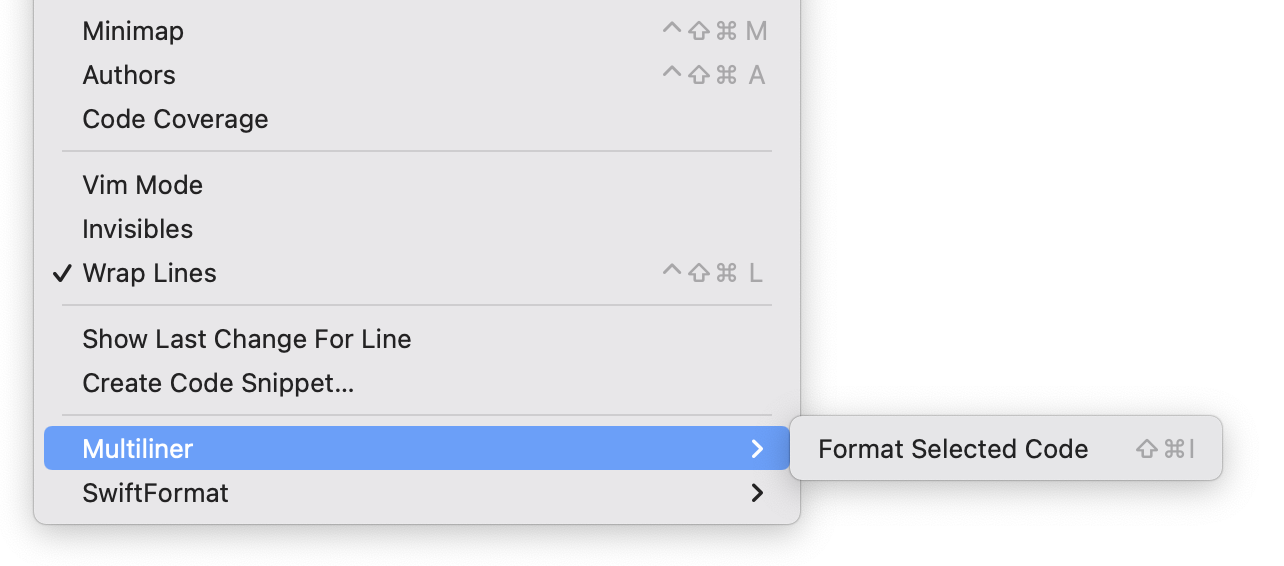 Minimap ⌃⇧⌘ M
Authors ⌃⇧⌘ A
Code Coverage
Vim Mode
Invisibles
✓ Wrap Lines ⌃⇧⌘ L
Show Last Change For Line
Create Code Snippet...
Multiliner
Format Selected Code ⇧⌘I
SwiftFormat